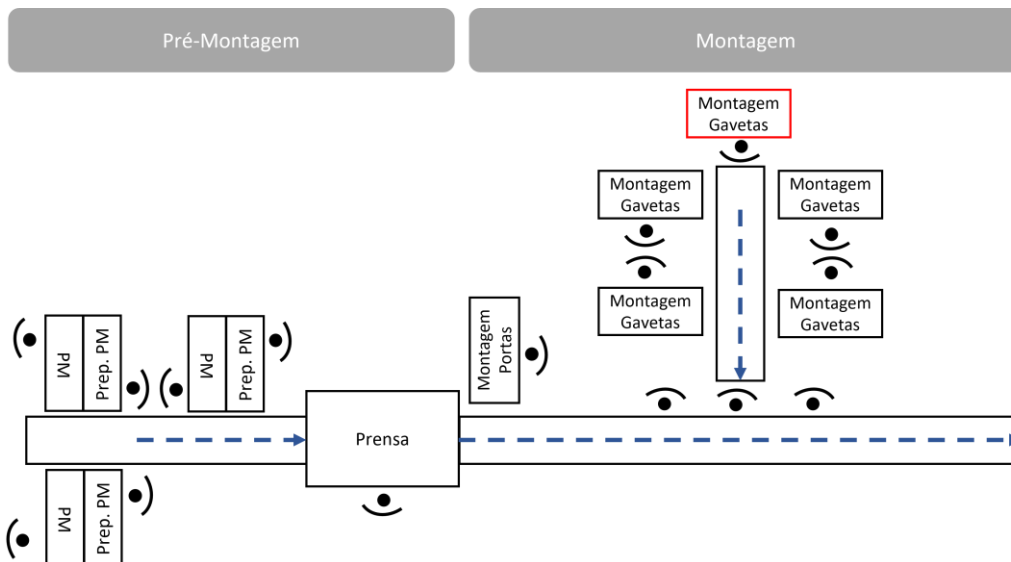 Pré-Montagem
Montagem
Montagem
Gavetas
Montagem
Gavetas
Montagem
Gavetas
Montagem
Gavetas
Montagem
Gavetas
Montagem
Portas
PM
Prep. PM
PM
Prep. PM
Prensa
PM
Prep. PM